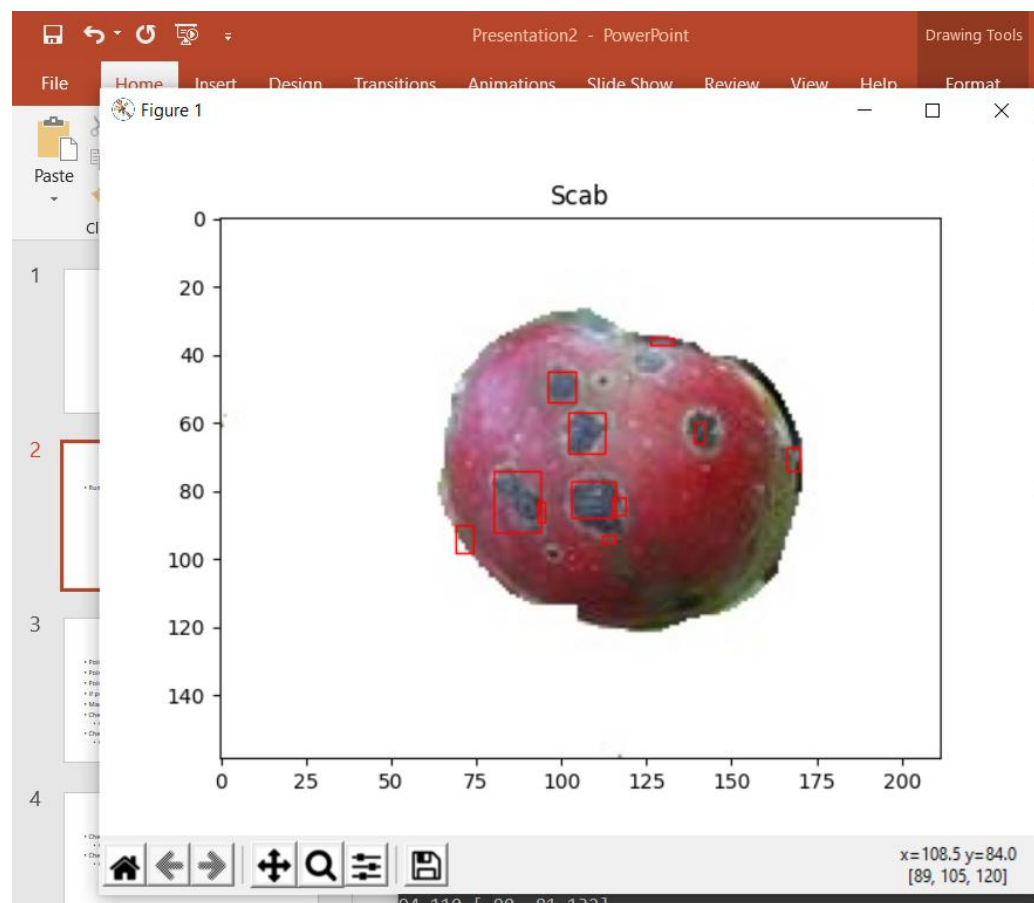 Presentation2 - PowerPoint
Drawing Tools
File Home Insert Design Transitions Animations Slide Show Review View Help Format
Figure 1
Paste
Cl
Scab
0
20
40
60
80
100
120
140
0 25 50 75 100 125 150 175 200
1
2
3
4
x=108.5 y=84.0
[89, 105, 120]